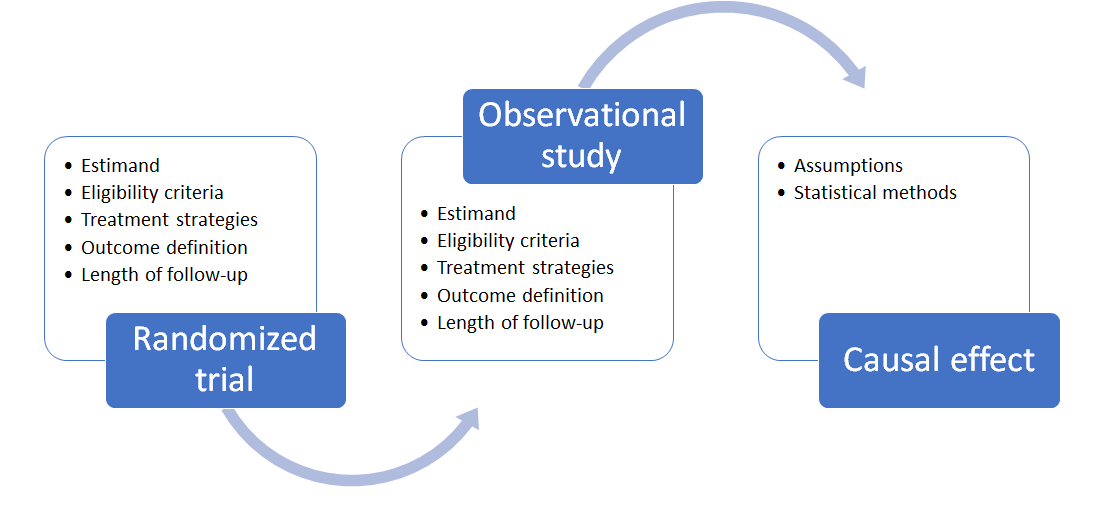 • Estimand
• Eligibility criteria
• Treatment strategies
• Outcome definition
• Length of follow-up
Randomized
trial
Observational
study
• Estimand
• Eligibility criteria
• Treatment strategies
• Outcome definition
• Length of follow-up
• Assumptions
• Statistical methods
Causal effect